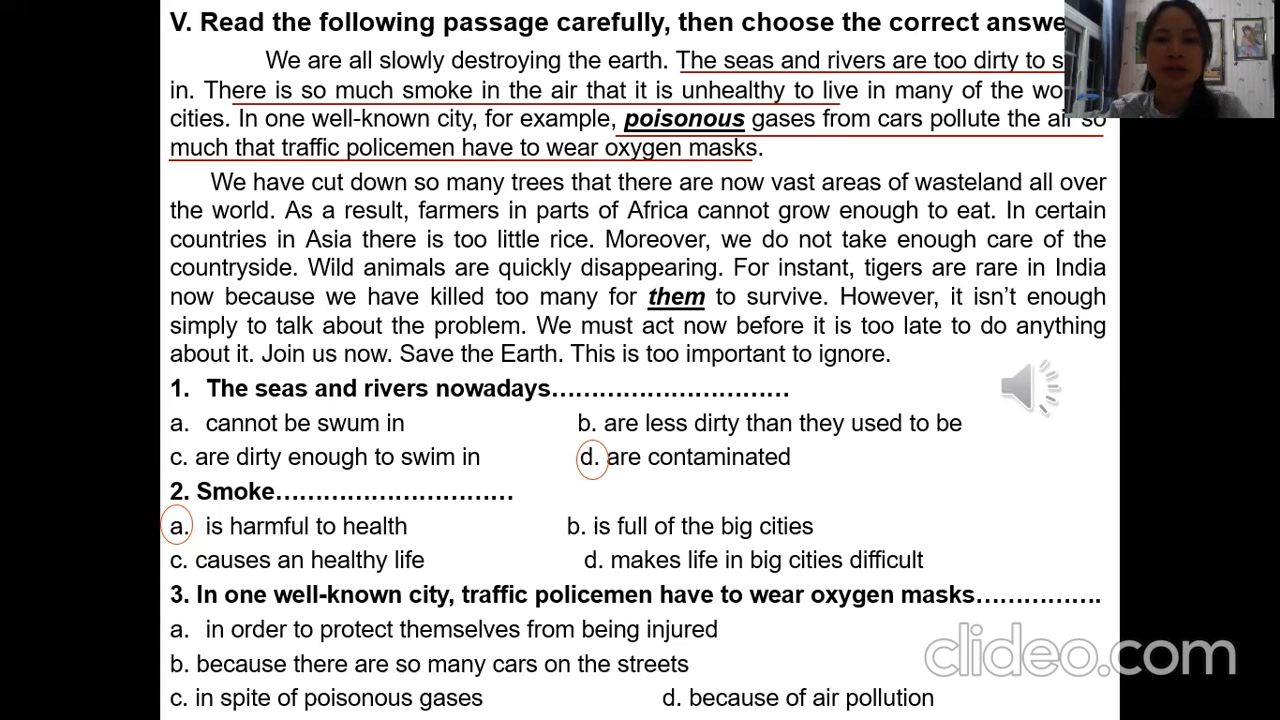 V. Read the following passage carefully, then choose the correct answe
We are all slowly destroying the earth. The seas and rivers are too dirty to s
in. There is so much smoke in the air that it is unhealthy to live in many of the wo
cities. In one well-known city, for example, poisonous gases from cars pollute the air so
much that traffic policemen have to wear oxygen masks.
We have cut down so many trees that there are now vast areas of wasteland all over
the world. As a result, farmers in parts of Africa cannot grow enough to eat. In certain
countries in Asia there is too little rice. Moreover, we do not take enough care of the
countryside. Wild animals are quickly disappearing. For instant, tigers are rare in India
now because we have killed too many for them to survive. However, it isn't enough
simply to talk about the problem. We must act now before it is too late to do anything
about it. Join us now. Save the Earth. This is too important to ignore.
1. The seas and rivers nowadays…………………………
a. cannot be swum in b. are less dirty than they used to be
c. are dirty enough to swim in d. are contaminated
2. Smoke…………………………
a. is harmful to health b. is full of the big cities
c. causes an healthy life d. makes life in big cities difficult
3. In one well-known city, traffic policemen have to wear oxygen masks…………….
a. in order to protect themselves from being injured
b. because there are so many cars on the streets
c. in spite of poisonous gases d. because of air pollution
clideo.com